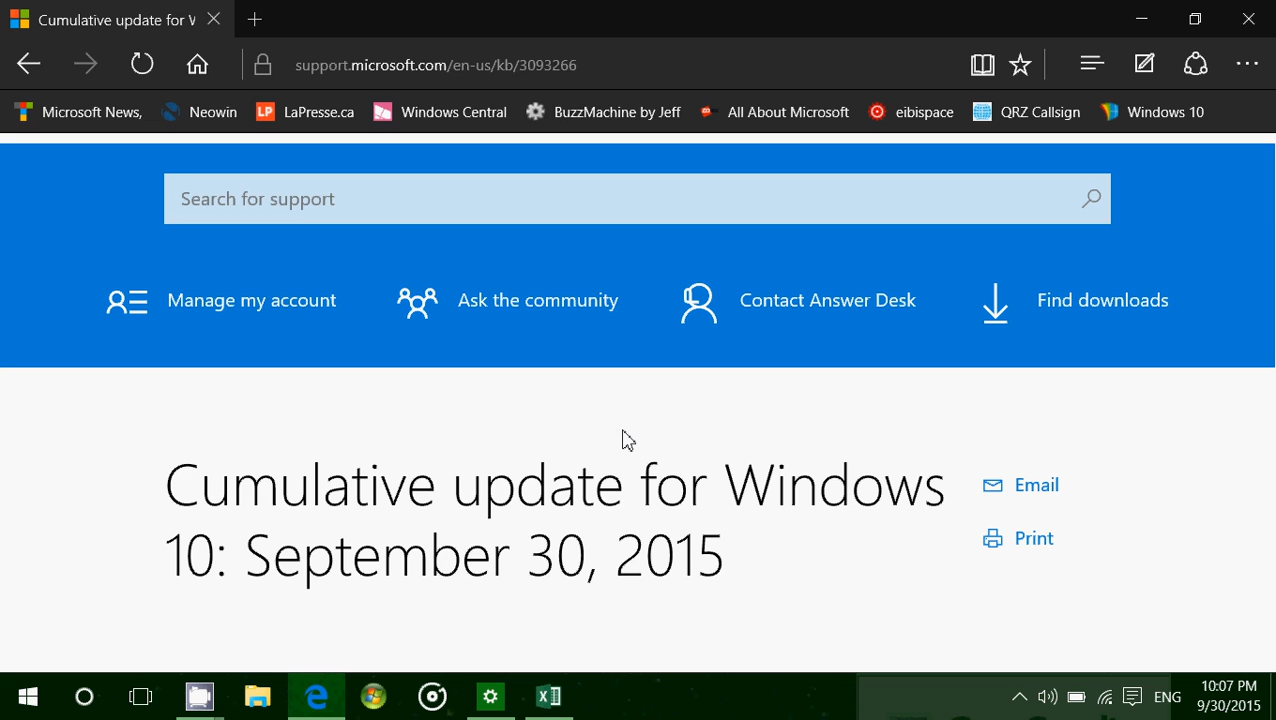 Cumulative update for W
support.microsoft.com/en-us/kb/3093266
Microsoft News, Neowin LP LaPresse.ca Windows Central BuzzMachine by Jeff All About Microsoft eibispace QRZ Callsign Windows 10
Search for support
Manage my account Ask the community Contact Answer Desk Find downloads
Cumulative update for Windows
10: September 30, 2015
Email
Print
ENG
10:07 PM
9/30/2015